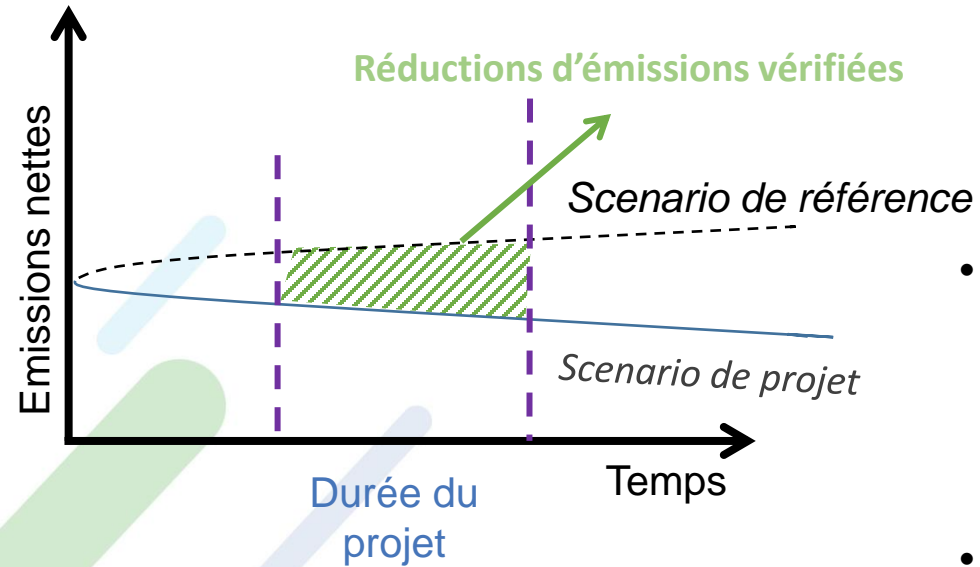 Réductions d'émissions vérifiées
Emissions nettes
Scenario de référence
•
Scenario de projet
Temps
Durée du
projet
•